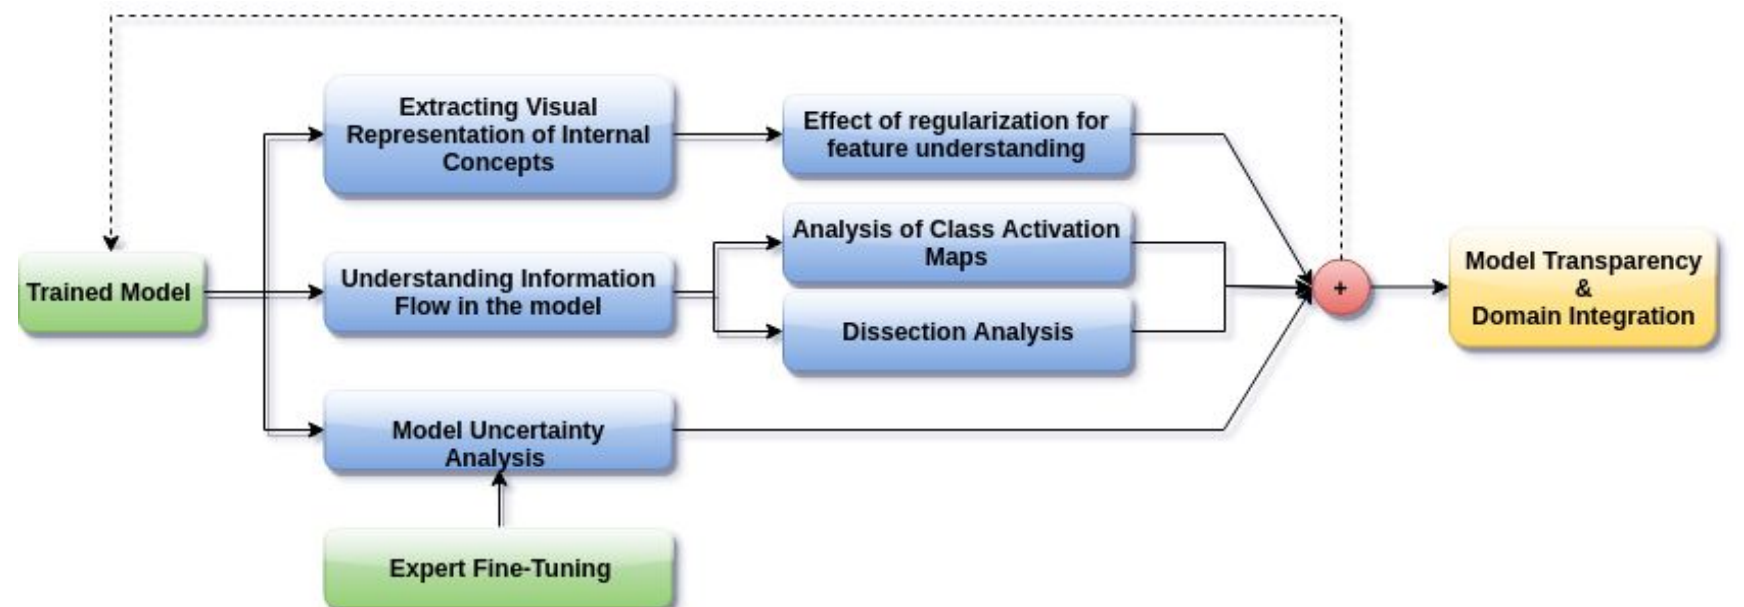 Extracting Visual
Representation of Internal
Concepts
Effect of regularization for
feature understanding
Trained Model
Understanding Information
Flow in the model
Analysis of Class Activation
Maps
Dissection Analysis
+
Model Transparency
&
Domain Integration
Model Uncertainty
Analysis
Expert Fine-Tuning